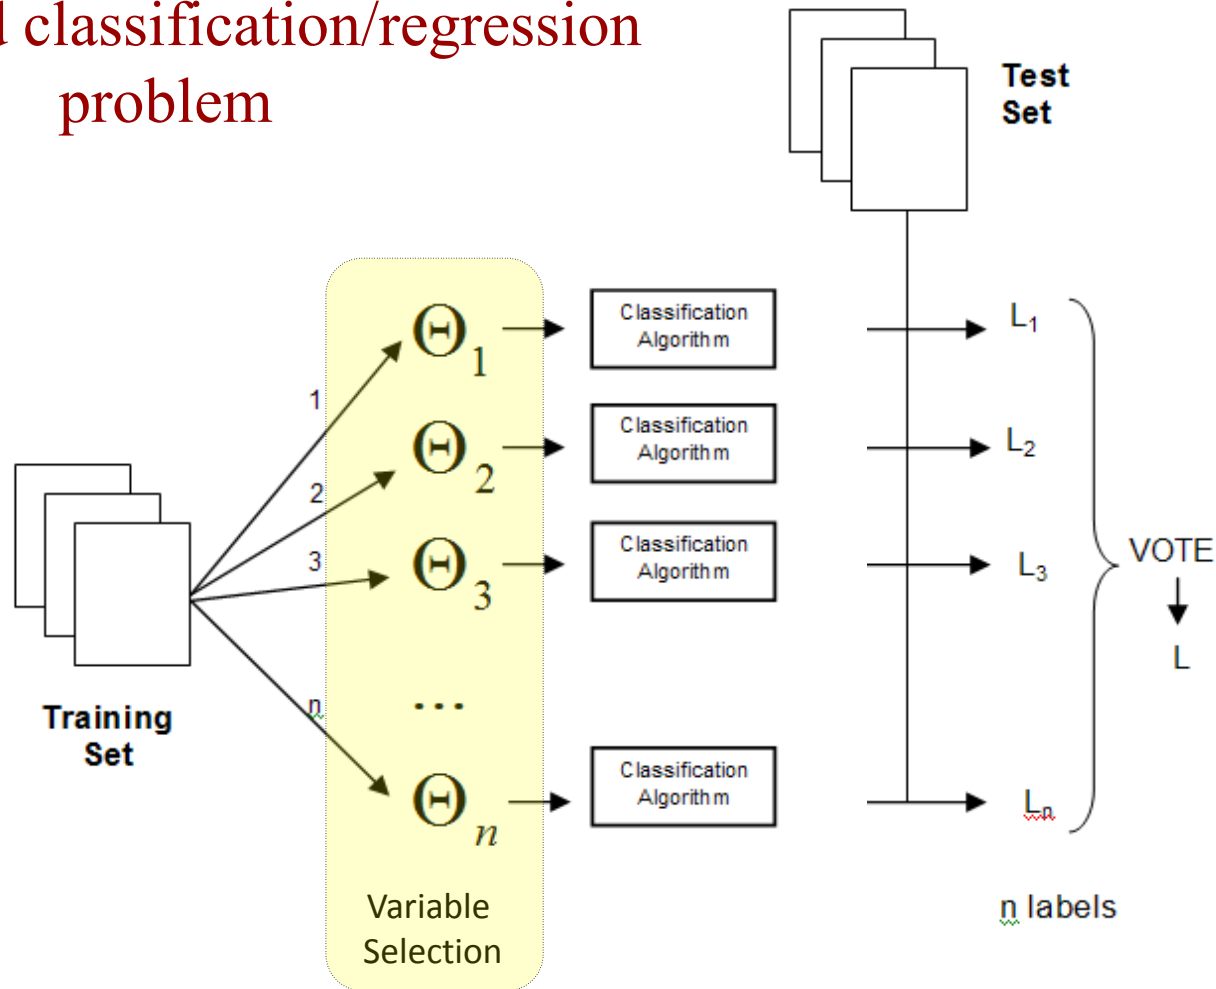 classification/regression
problem
Test
Set
Θ1
Classification
Algorithm
L1
1
Θ2
Classification
Algorithm
L2
2
Θ3
Classification
Algorithm
L3
3
VOTE
L
...
n
Training
Set
Θn
Classification
Algorithm
Ln
Variable
Selection
n labels